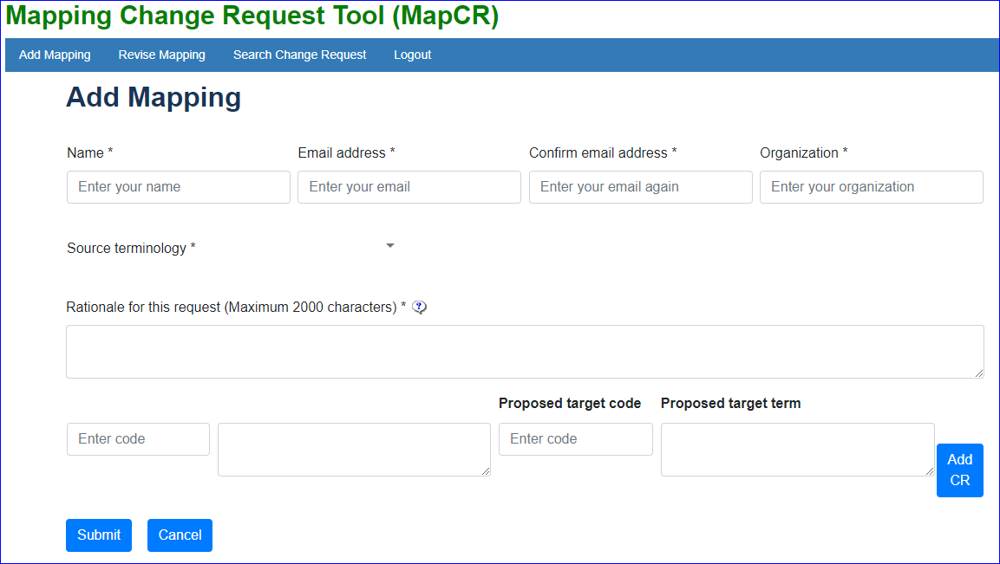 Mapping Change Request Tool (MapCR)
Add Mapping Revise Mapping Search Change Request Logout
Add Mapping
Name * Email address * Confirm email address * Organization *
Enter your name Enter your email Enter your email again Enter your organization
Source terminology *
Rationale for this request (Maximum 2000 characters) * ?
Proposed target code Proposed target term
Enter code Enter code
Add
CR
Submit Cancel